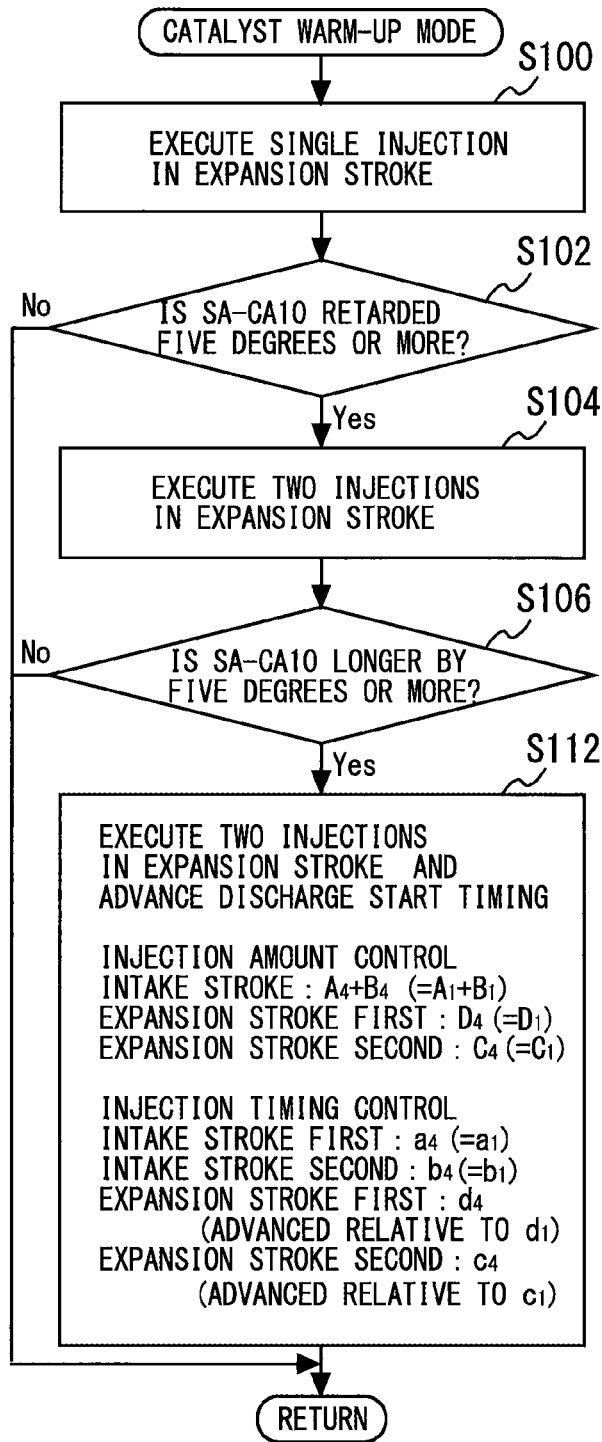 CATALYST WARM-UP MODE
S100
EXECUTE SINGLE INJECTION
IN EXPANSION STROKE
S102
No
IS SA-CA10 RETARDED
FIVE DEGREES OR MORE?
Yes
S104
EXECUTE TWO INJECTIONS
IN EXPANSION STROKE
S106
No
IS SA-CA10 LONGER BY
FIVE DEGREES OR MORE?
Yes
S112
EXECUTE TWO INJECTIONS
IN EXPANSION STROKE AND
ADVANCE DISCHARGE START TIMING
INJECTION AMOUNT CONTROL
INTAKE STROKE : A₄+B₄ (=A₁+B₁)
EXPANSION STROKE FIRST : D₄ (=D₁)
EXPANSION STROKE SECOND : C₄ (=C₁)
INJECTION TIMING CONTROL
INTAKE STROKE FIRST : a₄ (=a₁)
INTAKE STROKE SECOND : b₄ (=b₁)
EXPANSION STROKE FIRST : d₄
(ADVANCED RELATIVE TO d₁)
EXPANSION STROKE SECOND : c₄
(ADVANCED RELATIVE TO c₁)
RETURN